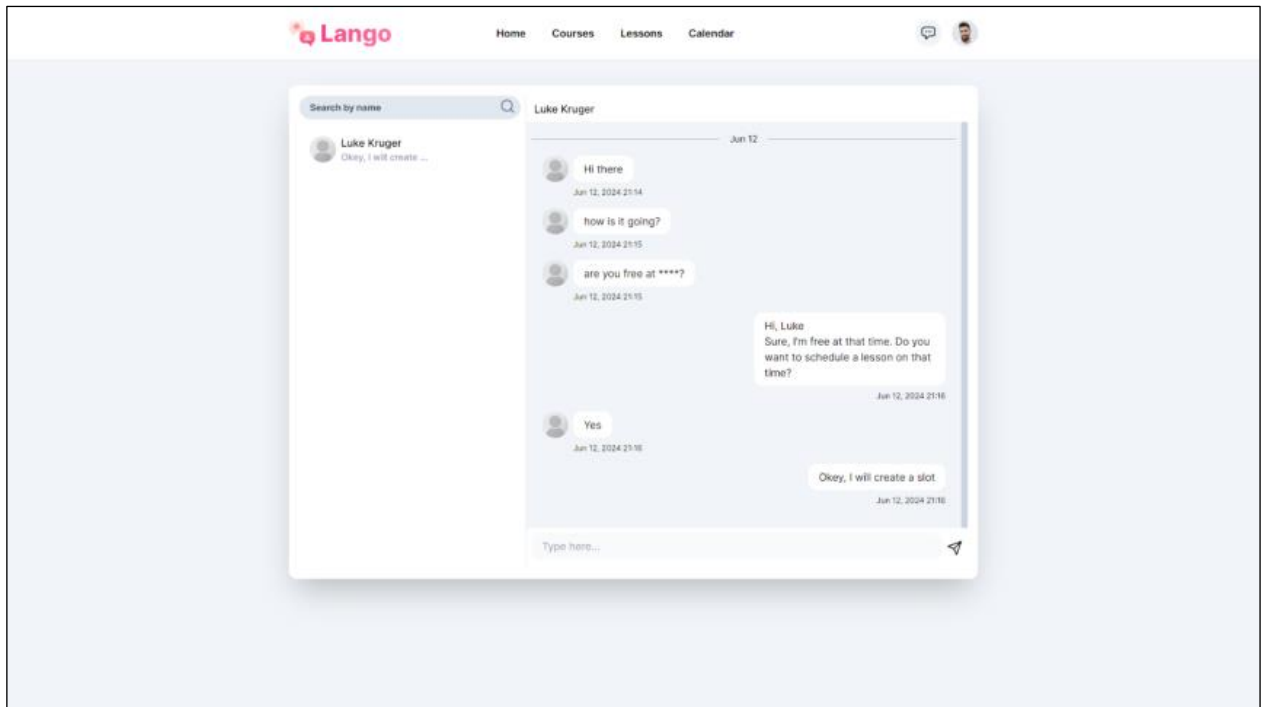 Lango
Home Courses Lessons Calendar
Search by name
Luke Kruger
Okey, I will create ...
Luke Kruger
Jun 12
Hi there
Jun 12, 2024 21:14
how is it going?
Jun 12, 2024 21:15
are you free at ****?
Jun 12, 2024 21:15
Hi, Luke
Sure, I'm free at that time. Do you
want to schedule a lesson on that
time?
Jun 12, 2024 21:16
Yes
Jun 12, 2024 21:16
Okey, I will create a slot
Jun 12, 2024 21:16
Type here...